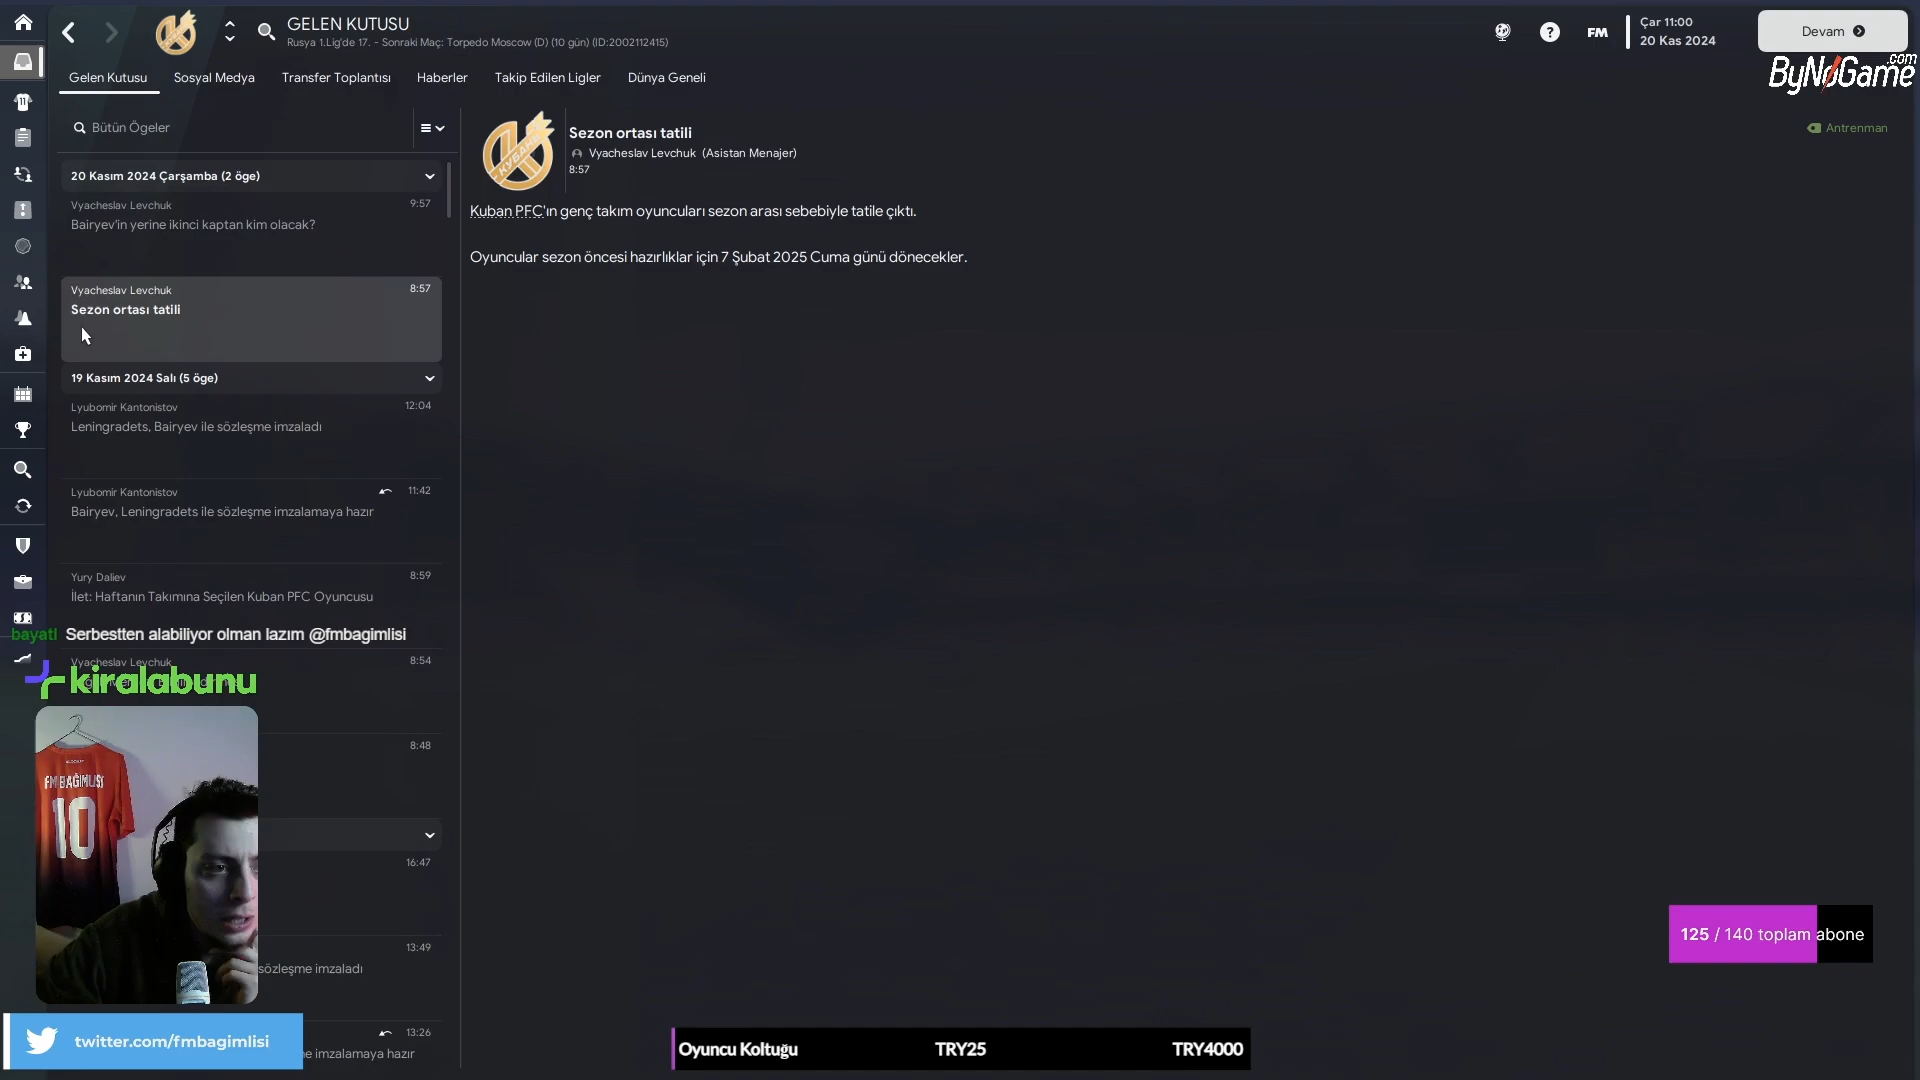 GELEN KUTUSU
Rusya 1.Lig'de 17. - Sonraki Maç: Torpedo Moscow (D) (10 gün) (ID:2002112415)
FM
Çar 11:00
20 Kas 2024
Devam
ByNoGame.com
Gelen Kutusu
Sosyal Medya
Transfer Toplantısı
Haberler
Takip Edilen Ligler
Dünya Geneli
Bütün Ögeler
20 Kasım 2024 Çarşamba (2 öge)
Vyacheslav Levchuk 9:57
Bairyev'in yerine ikinci kaptan kim olacak?
Vyacheslav Levchuk 8:57
Sezon ortası tatili
19 Kasım 2024 Salı (5 öge)
Lyubomir Kantonistov 12:04
Leningradets, Bairyev ile sözleşme imzaladı
Lyubomir Kantonistov 11:42
Bairyev, Leningradets ile sözleşme imzalamaya hazır
Yury Daliev 8:59
İlet: Haftanın Takımına Seçilen Kuban PFC Oyuncusu
bayatl Serbestten alabiliyor olman lazım @fmbagimlisi
Vyacheslav Levchuk 8:54
kiralabunu
8:48
16:47
13:49
sözleşme imzaladı
13:26
imzalamaya hazır
FM BAĞIMLISI
10
twitter.com/fmbagimlisi
КУБАНЬ
Sezon ortası tatili
Vyacheslav Levchuk (Asistan Menajer)
8:57
Antrenman
Kuban PFC'ın genç takım oyuncuları sezon arası sebebiyle tatile çıktı.
Oyuncular sezon öncesi hazırlıklar için 7 Şubat 2025 Cuma günü dönecekler.
125 / 140 toplam abone
Oyuncu Koltuğu TRY25 TRY4000